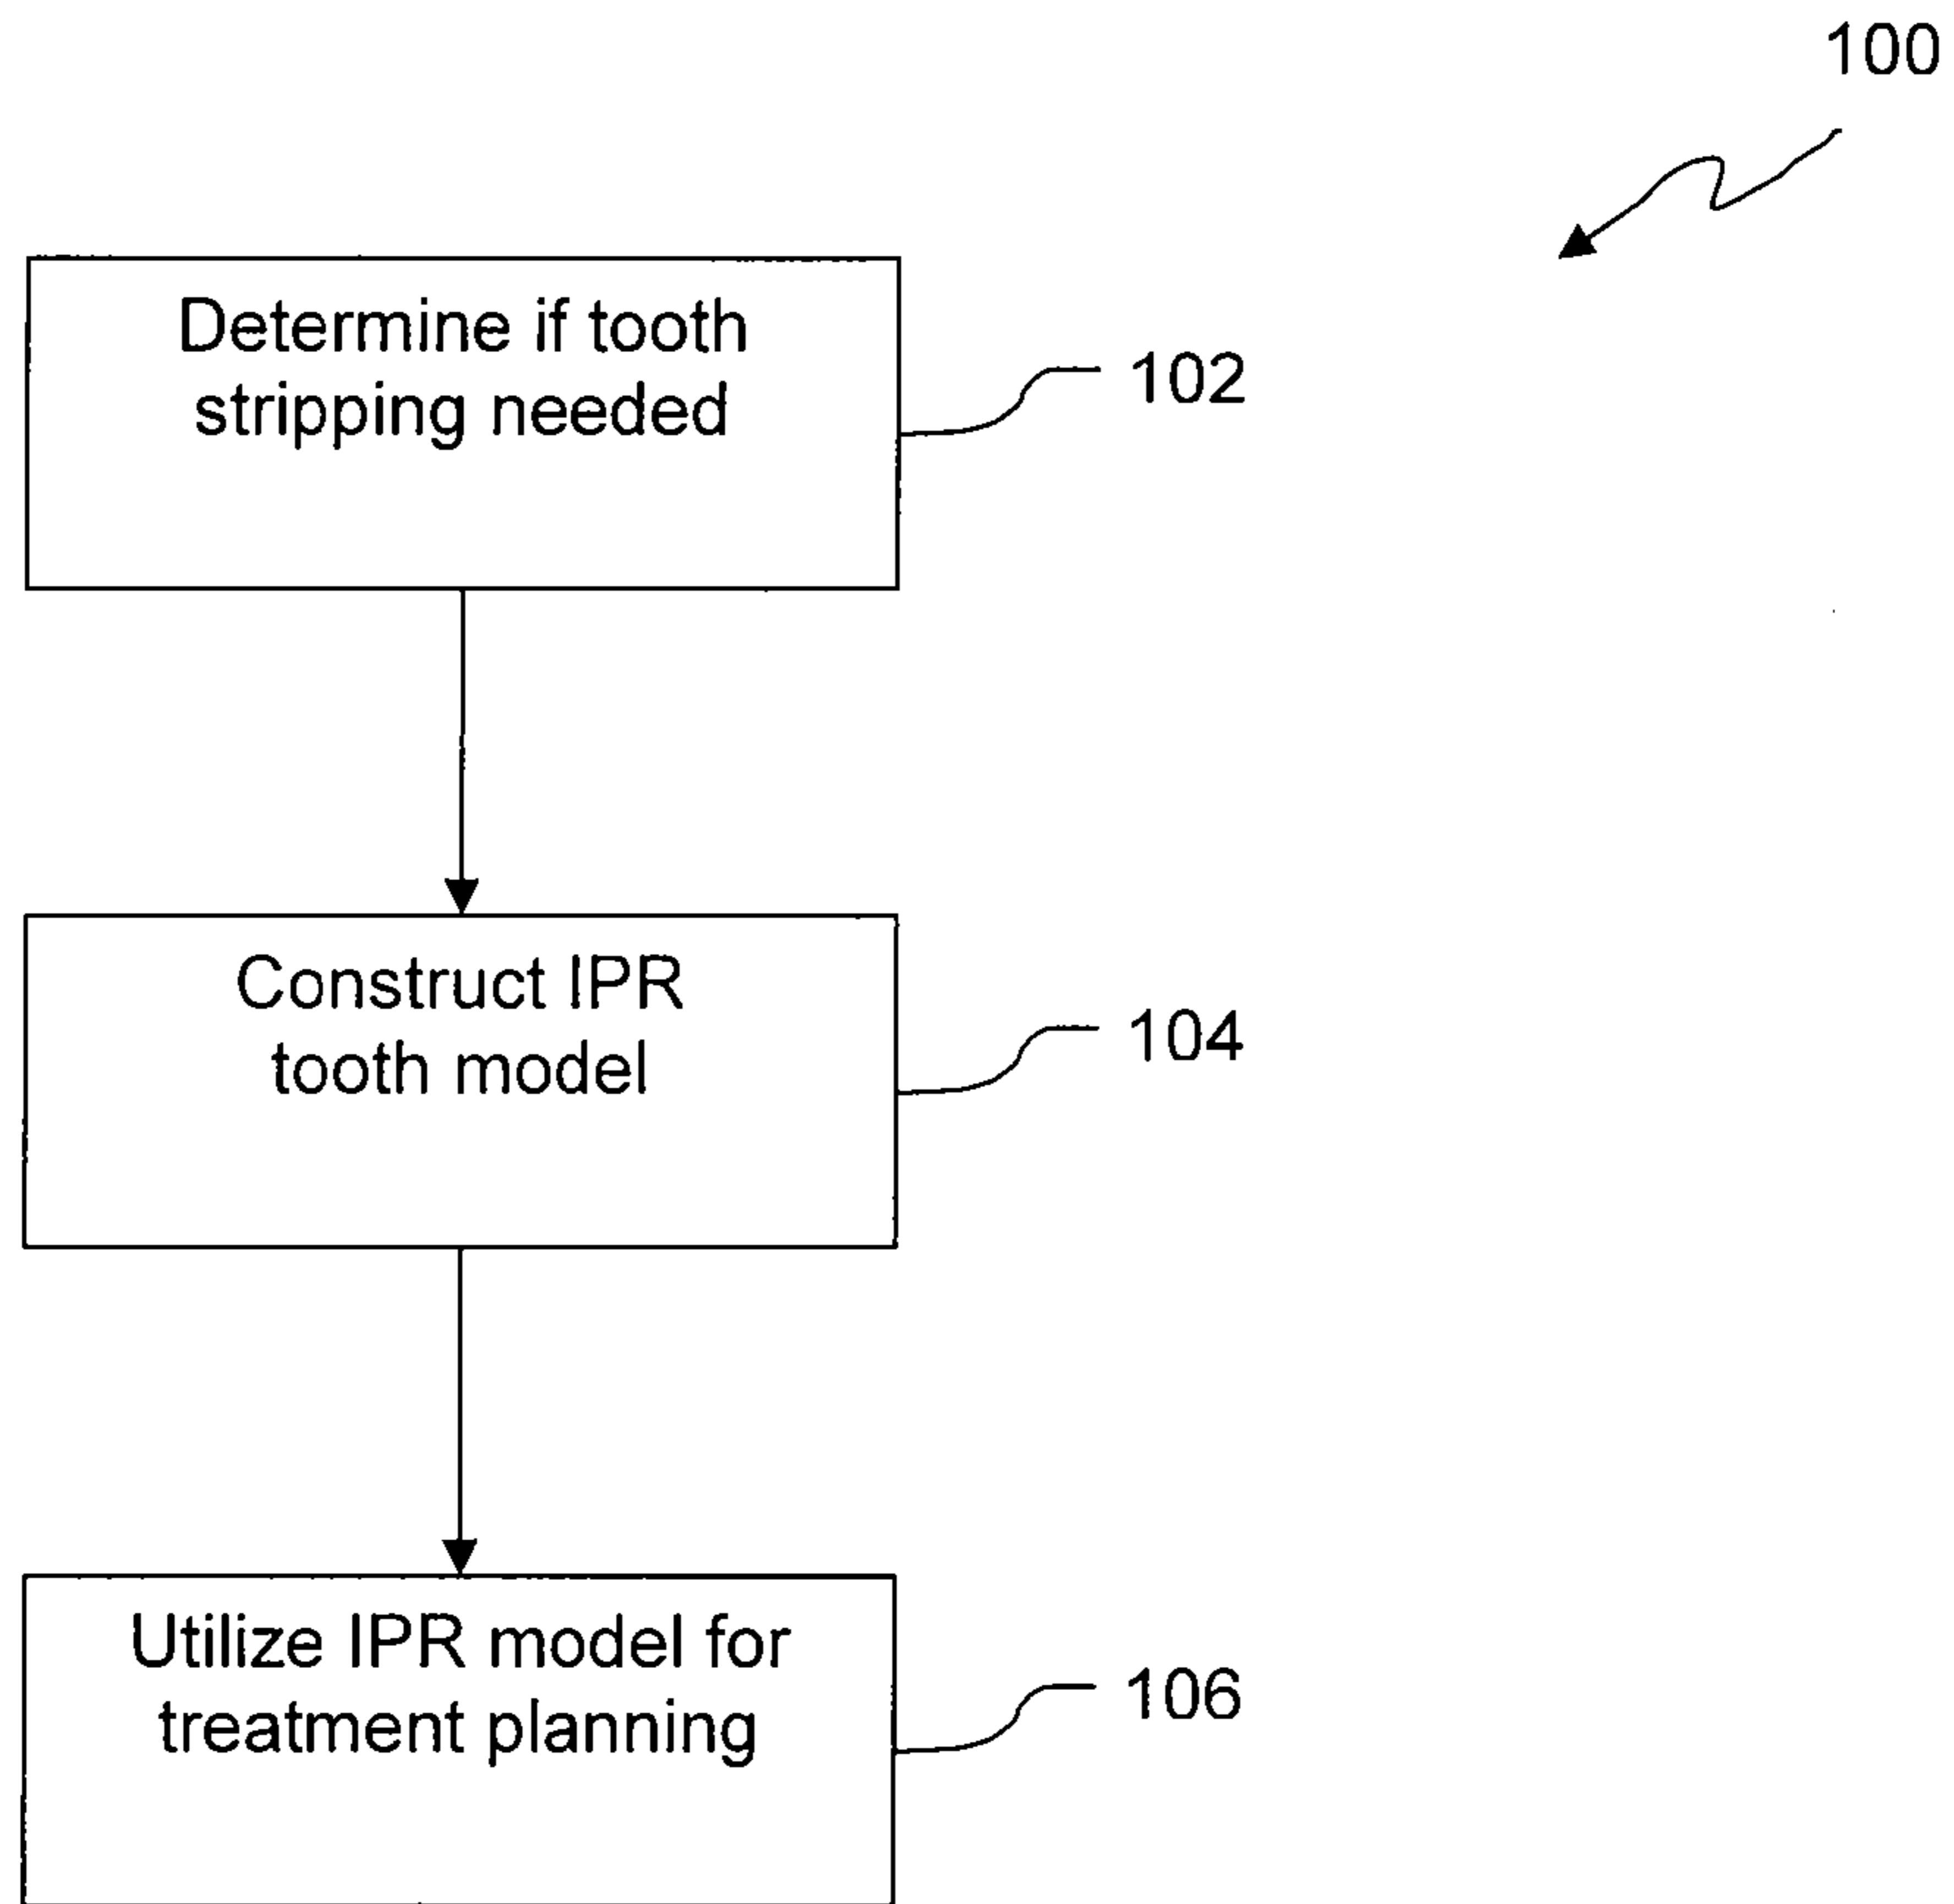 100
Determine if tooth
stripping needed
102
Construct IPR
tooth model
104
Utilize IPR model for
treatment planning
106